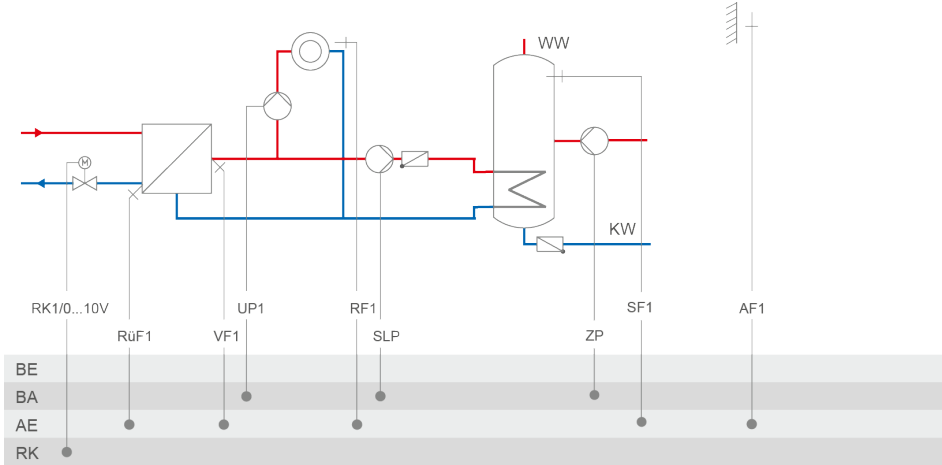 WW
M
KW
RK1/0...10V UP1 RF1 SF1 AF1
RüF1 VF1 SLP ZP
BE
BA
AE
RK